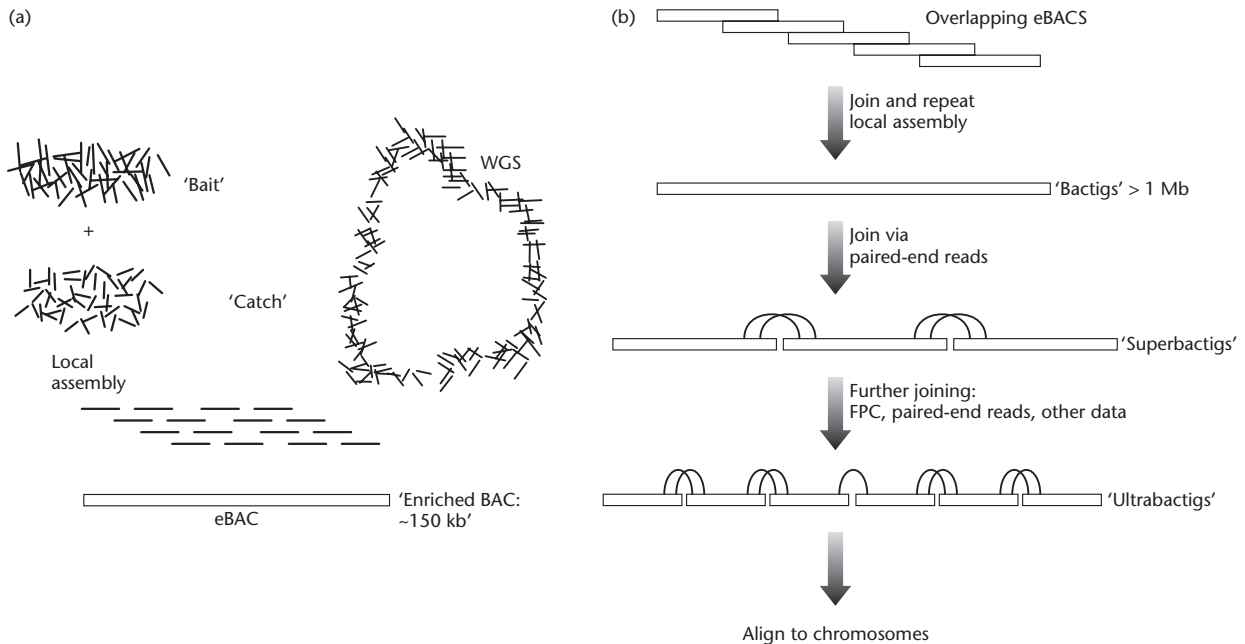 (a)
'Bait'
+
'Catch'
WGS
Local
assembly
eBAC
'Enriched BAC:
~150 kb'
(b)
Overlapping eBACS
Join and repeat
local assembly
'Bactigs' > 1 Mb
Join via
paired-end reads
'Superbactigs'
Further joining:
FPC, paired-end reads, other data
'Ultrabactigs'
Align to chromosomes